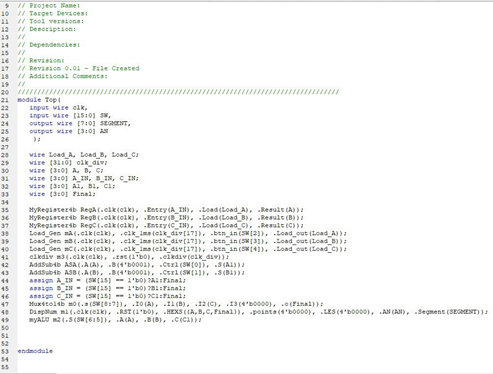 9 // Project Name:
10 // Target Devices:
11 // Tool versions:
12 // Description:
13 //
14 // Dependencies:
15 //
16 // Revision:
17 // Revision 0.01 - File Created
18 // Additional Comments:
19 //
20 //////////////////////////////////////////////////////////////////////////////////
21 module Top(
22 input wire clk,
23 input wire [15:0] SW,
24 output wire [7:0] SEGMENT,
25 output wire [3:0] AN
26 );
27
28 wire Load_A, Load_B, Load_C;
29 wire [31:0] clk_div;
30 wire [3:0] A, B, C;
31 wire [3:0] A_IN, B_IN, C_IN;
32 wire [3:0] A1, B1, C1;
33 wire [3:0] Final;
34
35 MyRegister4b RegA(.clk(clk), .Entry(A_IN), .Load(Load_A), .Result(A));
36 MyRegister4b RegB(.clk(clk), .Entry(B_IN), .Load(Load_B), .Result(B));
37 MyRegister4b RegC(.clk(clk), .Entry(C_IN), .Load(Load_C), .Result(C));
38 Load_Gen mA(.clk(clk), .clk_1ms(clk_div[17]), .btn_in(SW[2]), .Load_out(Load_A));
39 Load_Gen mB(.clk(clk), .clk_1ms(clk_div[17]), .btn_in(SW[3]), .Load_out(Load_B));
40 Load_Gen mC(.clk(clk), .clk_1ms(clk_div[17]), .btn_in(SW[4]), .Load_out(Load_C));
41 clkdiv m3(.clk(clk), .rst(1'b0), .clkdiv(clk_div));
42 AddSub4b ASA(.A(A), .B(4'b0001), .Ctrl(SW[0]), .S(A1));
43 AddSub4b ASB(.A(B), .B(4'b0001), .Ctrl(SW[1]), .S(B1));
44 assign A_IN = (SW[15] == 1'b0)?A1:Final;
45 assign B_IN = (SW[15] == 1'b0)?B1:Final;
46 assign C_IN = (SW[15] == 1'b0)?C1:Final;
47 Mux4to14b m0(.s(SW[8:7]), .I0(A), .I1(B), .I2(C), .I3(4'b0000), .o(Final));
48 DispNum m1(.clk(clk), .RST(1'b0), .HEXS({A,B,C,Final}), .points(4'b0000), .LES(4'b0000), .AN(AN), .Segment(SEGMENT));
49 myALU m2(.S(SW[6:5]), .A(A), .B(B), .C(C1));
50
51
52
53 endmodule
54
55